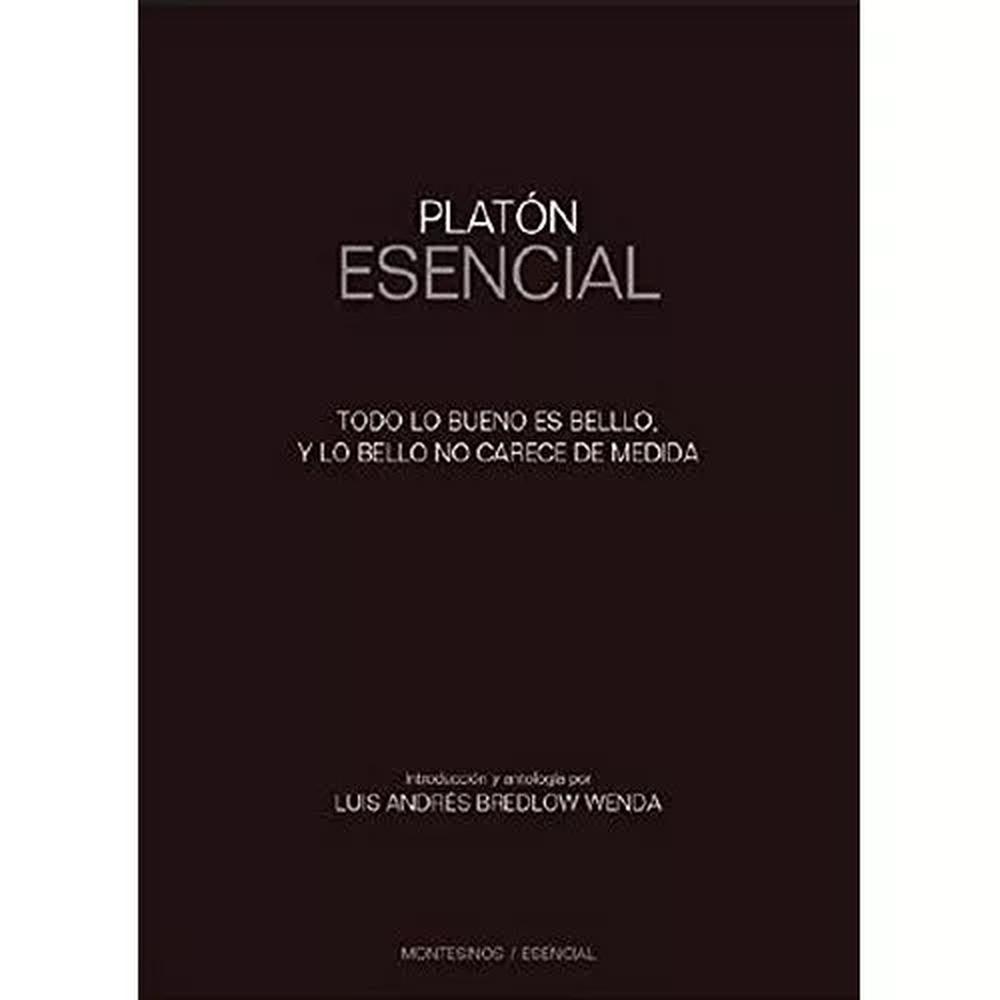 PLATÓN
ESENCIAL
TODO LO BUENO ES BELLLO,
Y LO BELLO NO CARECE DE MEDIDA
Introducción y antología por
LUIS ANDRÉS BREDLOW WENDA
MONTESINOS / ESENCIAL